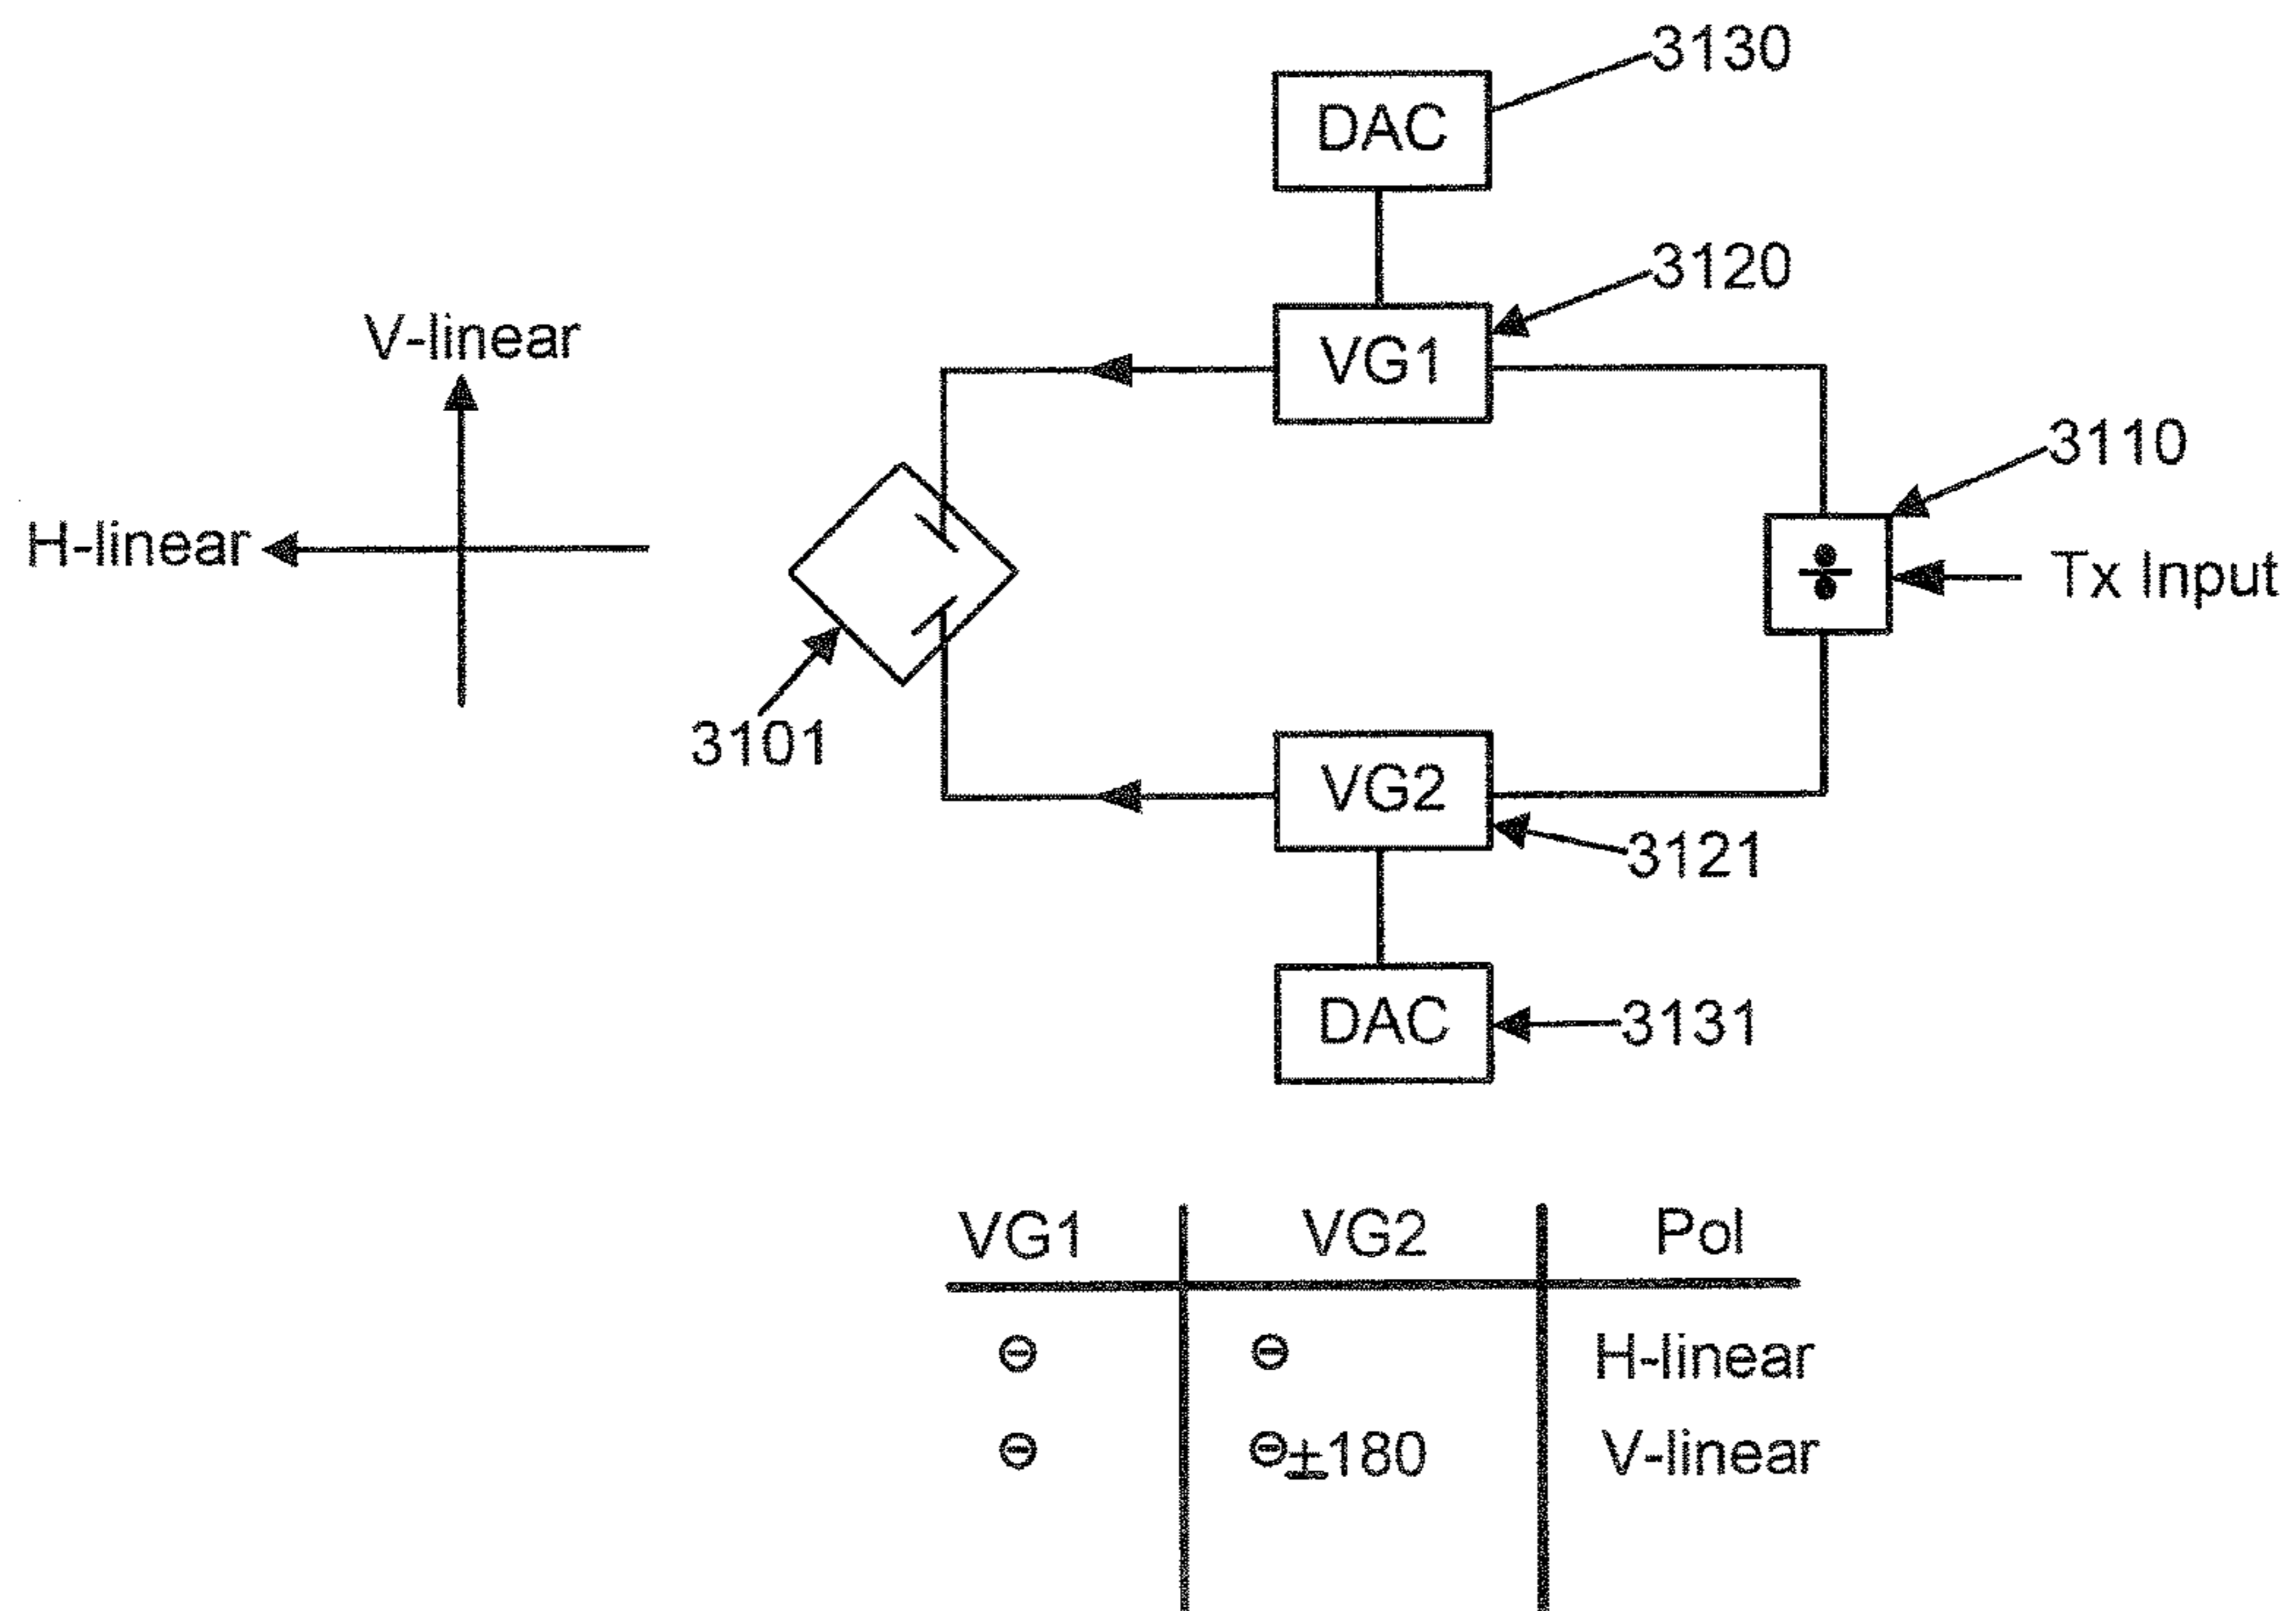 3130
DAC
3120
V-linear
VG1
3110
H-linear
÷
Tx Input
3101
VG2
3121
DAC
3131
VG1 VG2 Pol
Θ Θ H-linear
Θ Θ±180 V-linear